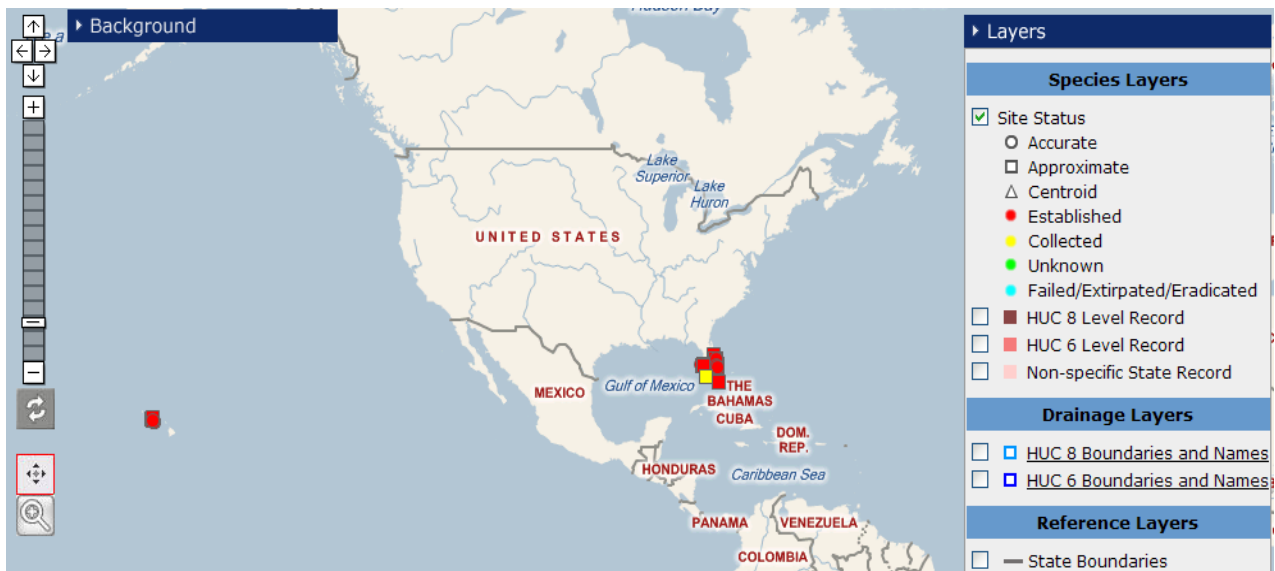 Hudson Bay
Background
Layers
Species Layers
Site Status
Accurate
Approximate
Centroid
Established
Collected
Unknown
Failed/Extirpated/Eradicated
HUC 8 Level Record
HUC 6 Level Record
Non-specific State Record
Drainage Layers
HUC 8 Boundaries and Names
HUC 6 Boundaries and Names
Reference Layers
State Boundaries
Lake
Superior
Lake
Huron
UNITED STATES
MEXICO
Gulf of Mexico
THE
BAHAMAS
CUBA
DOM.
REP.
HONDURAS
Caribbean Sea
PANAMA
VENEZUELA
COLOMBIA